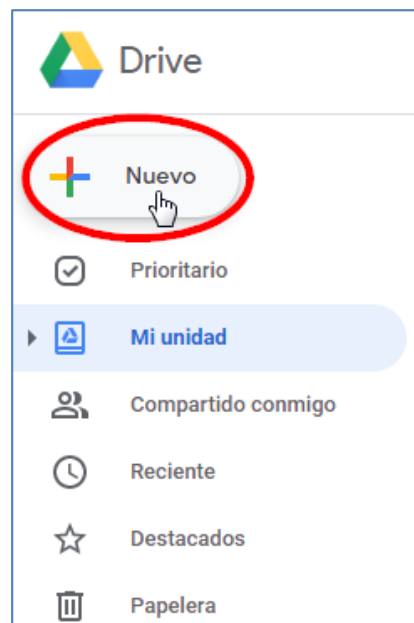 Drive
Nuevo
Prioritario
Mi unidad
Compartido conmigo
Reciente
Destacados
Papelera